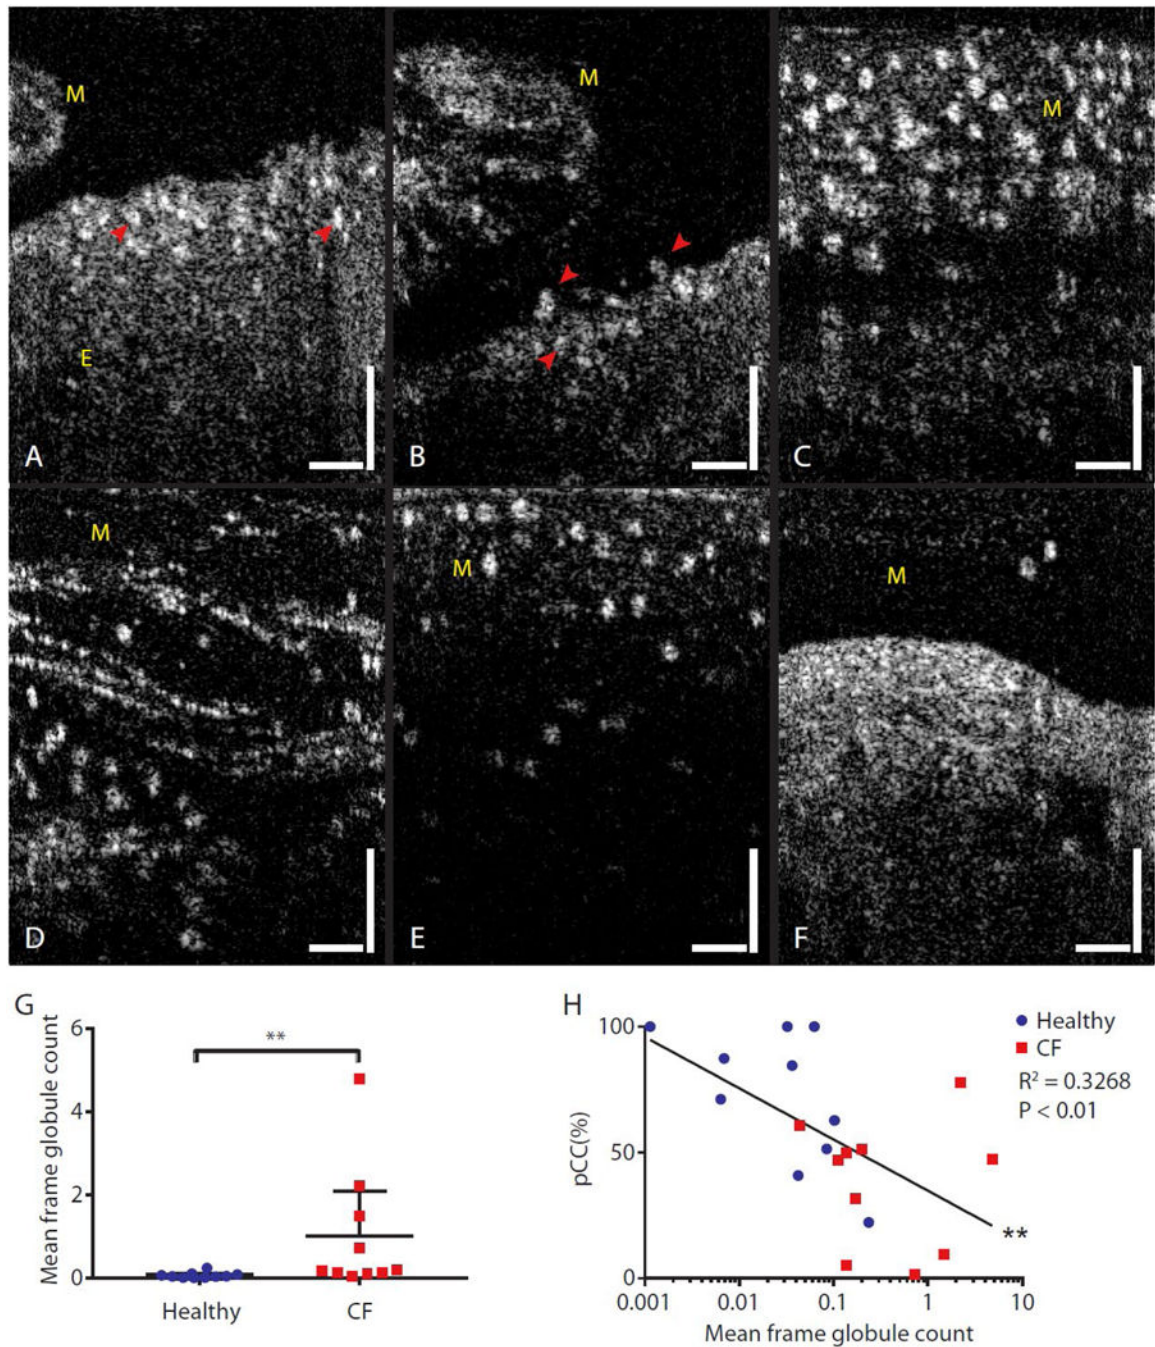 M
M
M
E
A
B
C
M
M
M
D
E
F
G
Mean frame globule count
6
4
2
0
**
Healthy
CF
H
pCC(%)
100
50
0
Healthy
CF
R² = 0.3268
P < 0.01
**
0.001
0.01
0.1
1
10
Mean frame globule count